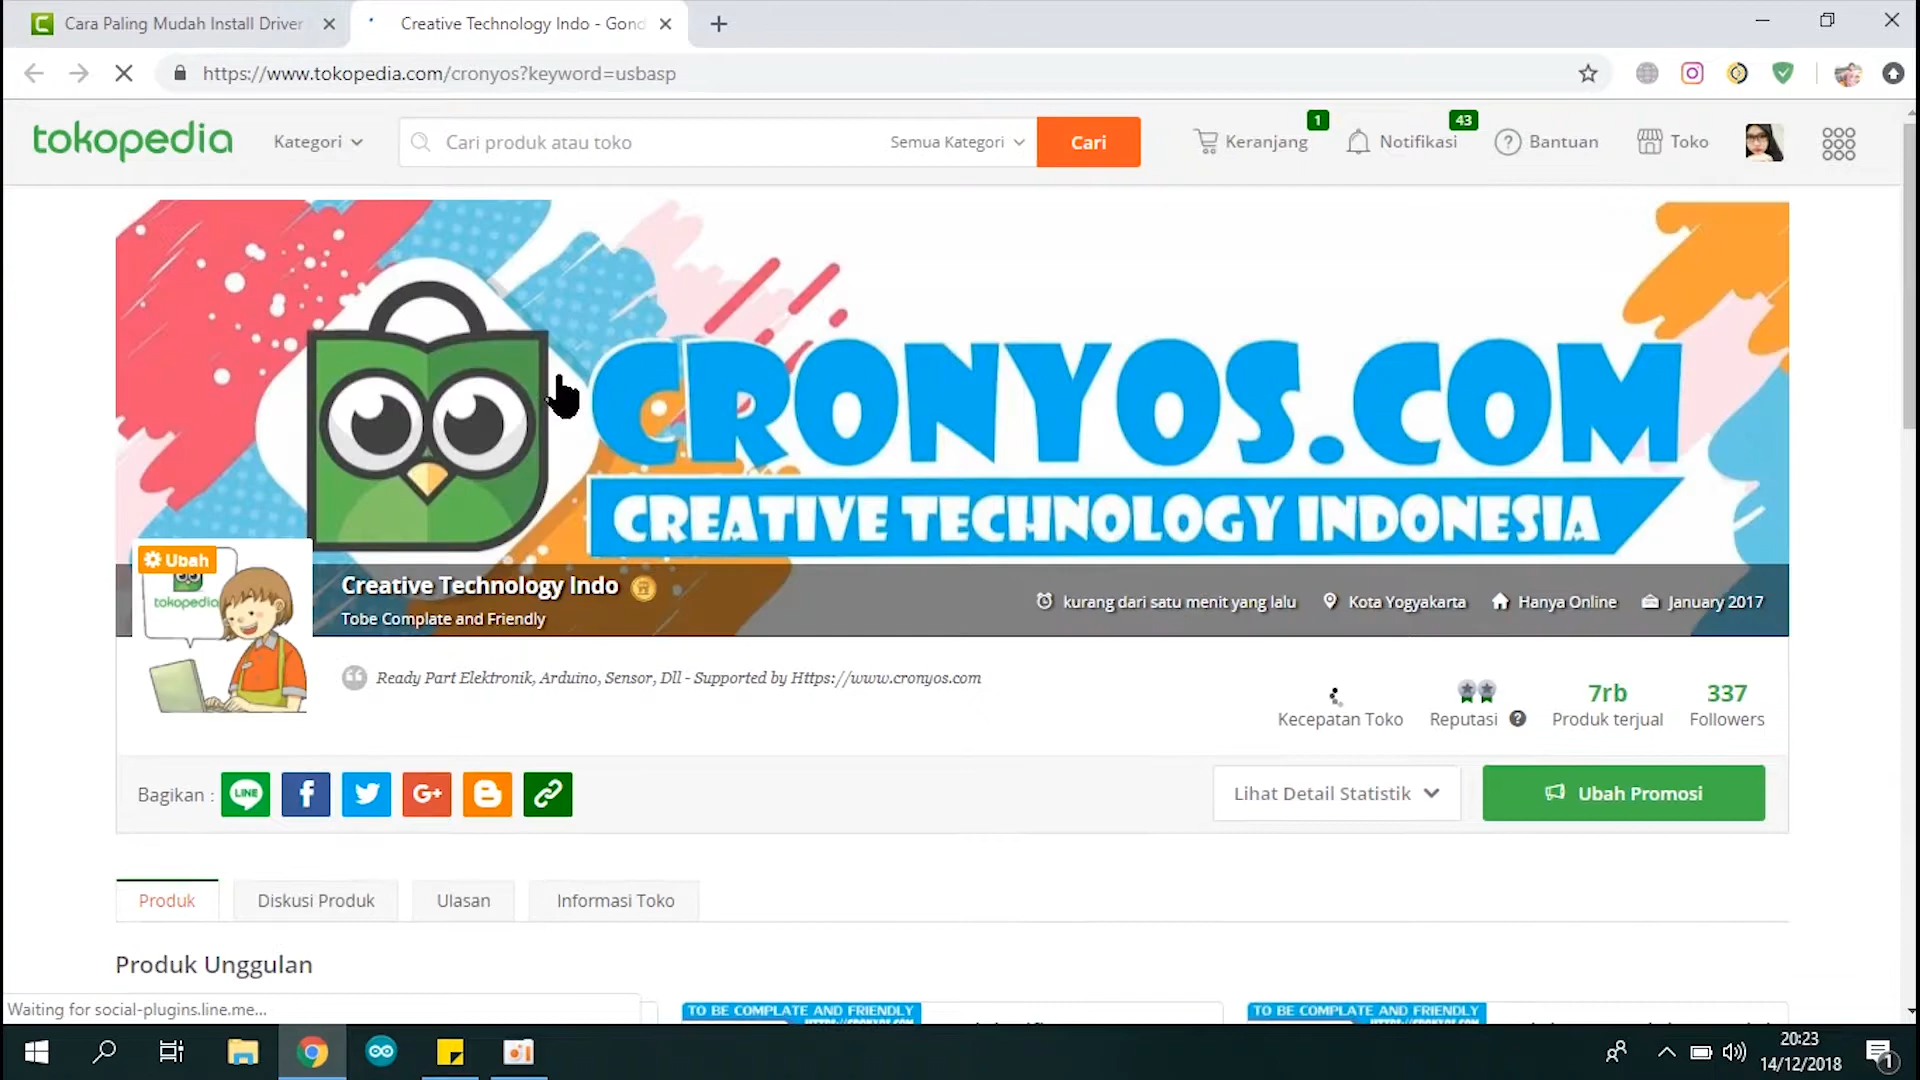 Cara Paling Mudah Install Driver
Creative Technology Indo - Gond
https://www.tokopedia.com/cronyos?keyword=usbasp
tokopedia
Kategori
Cari produk atau toko
Semua Kategori
Cari
Keranjang
1
Notifikasi
43
Bantuan
Toko
CRONYOS.COM
CREATIVE TECHNOLOGY INDONESIA
Ubah
tokopedia
Creative Technology Indo
Tobe Complate and Friendly
kurang dari satu menit yang lalu
Kota Yogyakarta
Hanya Online
January 2017
Ready Part Elektronik, Arduino, Sensor, Dll - Supported by Https://www.cronyos.com
Kecepatan Toko
Reputasi
7rb
Produk terjual
337
Followers
Bagikan :
LINE
G+
Lihat Detail Statistik
Ubah Promosi
Produk
Diskusi Produk
Ulasan
Informasi Toko
Produk Unggulan
TO BE COMPLATE AND FRIENDLY
TO BE COMPLATE AND FRIENDLY
Waiting for social-plugins.line.me...
20:23
14/12/2018
1